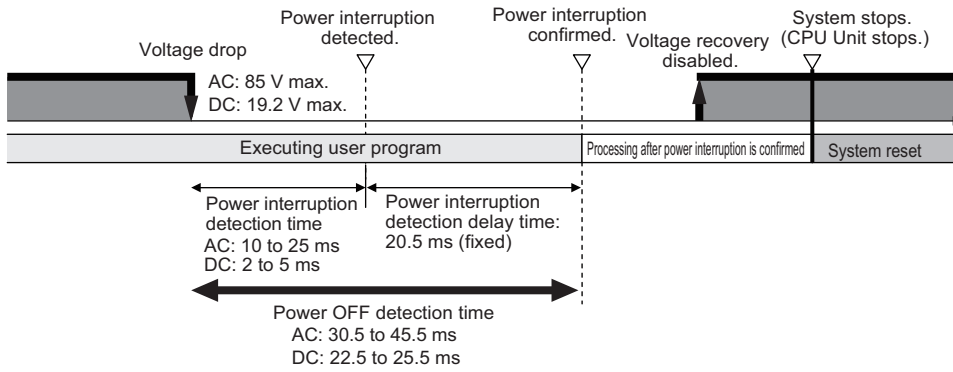 Power interruption
detected.
Power interruption
confirmed.
System stops.
(CPU Unit stops.)
Voltage drop
Voltage recovery
disabled.
AC: 85 V max.
DC: 19.2 V max.
Executing user program
Processing after power interruption is confirmed
System reset
Power interruption
detection time
AC: 10 to 25 ms
DC: 2 to 5 ms
Power interruption
detection delay time:
20.5 ms (fixed)
Power OFF detection time
AC: 30.5 to 45.5 ms
DC: 22.5 to 25.5 ms